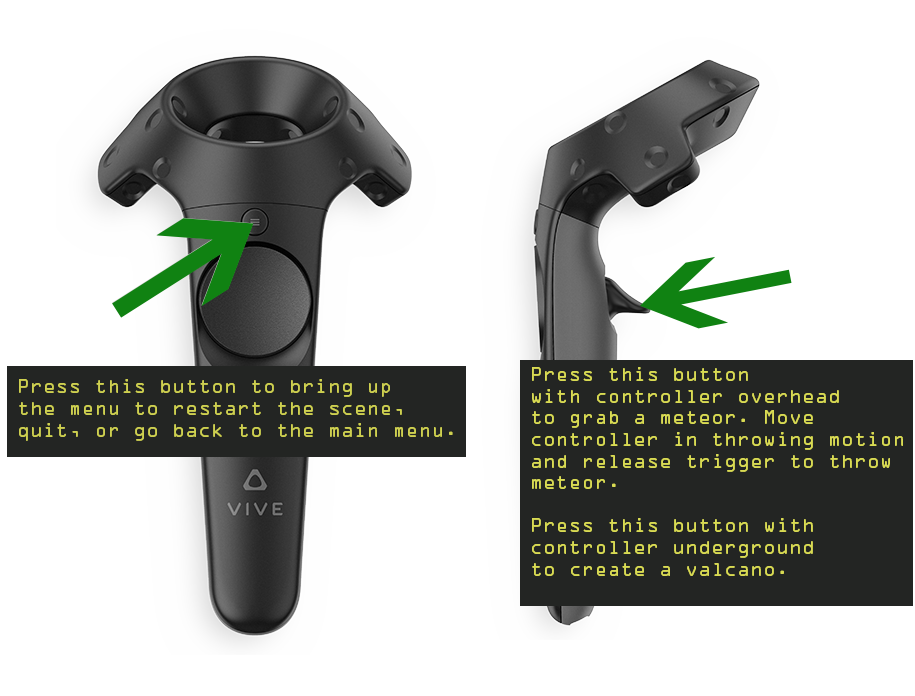 Press this button to bring up
the menu to restart the scene,
quit, or go back to the main menu.
VIVE
Press this button
with controller overhead
to grab a meteor. Move
controller in throwing motion
and release trigger to throw
meteor.
Press this button with
controller underground
to create a valcano.